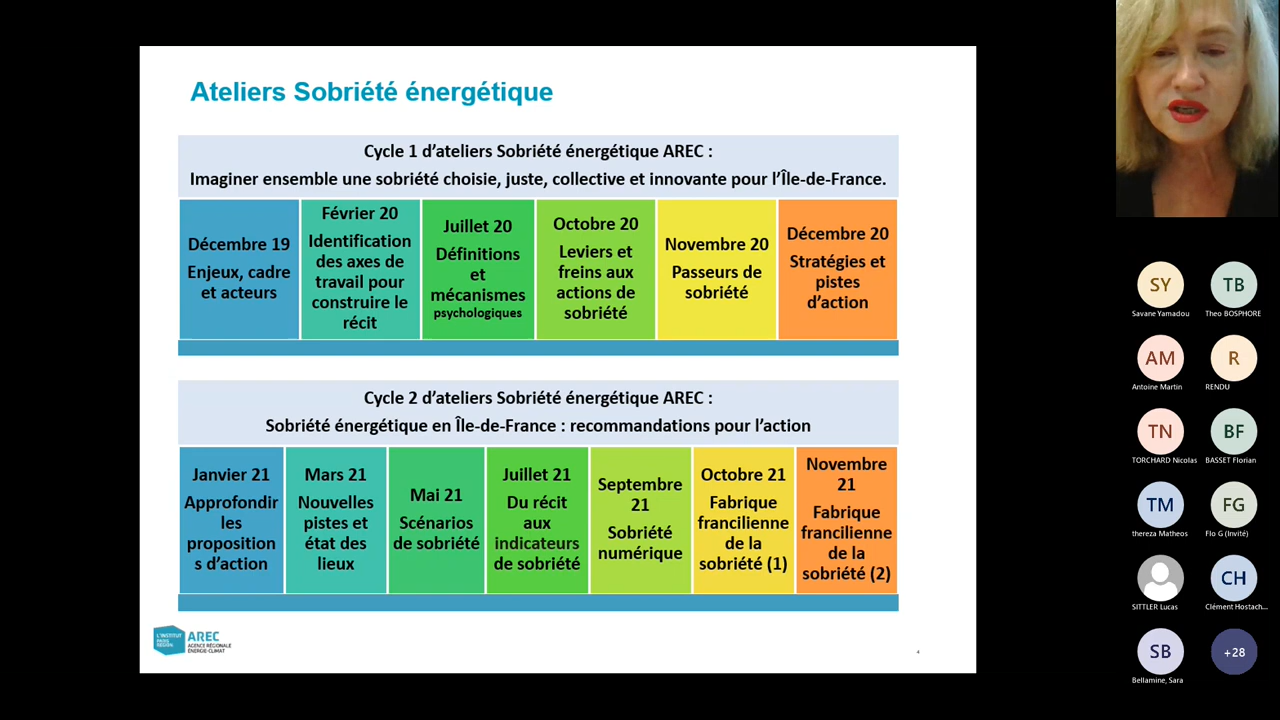 Ateliers Sobriété énergétique
Cycle 1 d'ateliers Sobriété énergétique AREC :
Imaginer ensemble une sobriété choisie, juste, collective et innovante pour l'Île-de-France.
Décembre 19
Enjeux, cadre
et acteurs
Février 20
Identification
des axes de
travail pour
construire le
récit
Juillet 20
Définitions
et
mécanismes
psychologiques
Octobre 20
Leviers et
freins aux
actions de
sobriété
Novembre 20
Passeurs de
sobriété
Décembre 20
Stratégies et
pistes
d'action
Cycle 2 d'ateliers Sobriété énergétique AREC :
Sobriété énergétique en Île-de-France : recommandations pour l'action
Janvier 21
Approfondir
les
proposition
s d'action
Mars 21
Nouvelles
pistes et
état des
lieux
Mai 21
Scénarios
de sobriété
Juillet 21
Du récit
aux
indicateurs
de sobriété
Septembre
21
Sobriété
numérique
Octobre 21
Fabrique
francilienne
de la
sobriété (1)
Novembre
21
Fabrique
francilienne
de la
sobriété (2)
L'INSTITUT
PARIS
REGION
AREC
AGENCE RÉGIONALE
ÉNERGIE-CLIMAT
4
SY
Savane Yamadou
TB
Theo BOSPHORE
AM
Antoine Martin
R
RENDU
TN
TORCHARD Nicolas
BF
BASSET Florian
TM
thereza Matheos
FG
Flo G (Invité)
SITTLER Lucas
CH
Clément Hostach...
SB
Bellamine, Sara
+28